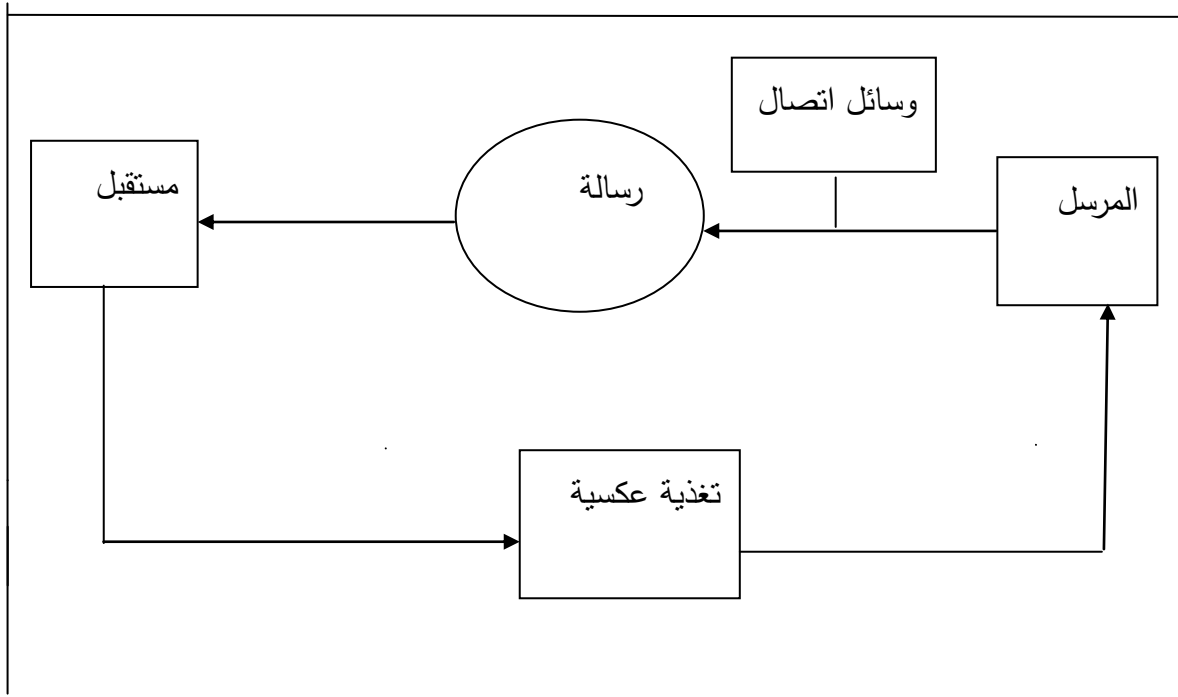 وسائل اتصال
المرسل
رسالة
مستقبل
تغذية عكسية